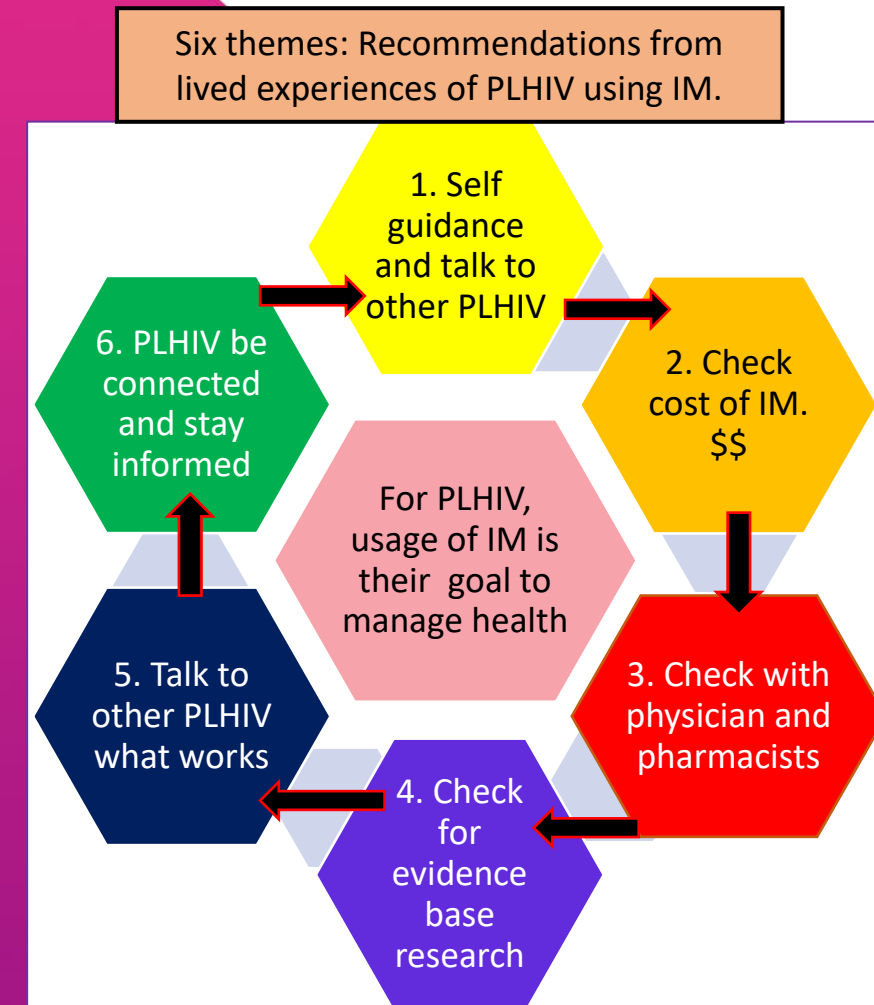 Six themes: Recommendations from
lived experiences of PLHIV using IM.
1. Self
guidance
and talk to
other PLHIV
2. Check
cost of IM.
$$
3. Check with
physician and
pharmacists
4. Check
for
evidence
base
research
5. Talk to
other PLHIV
what works
6. PLHIV be
connected
and stay
informed
For PLHIV,
usage of IM is
their goal to
manage health